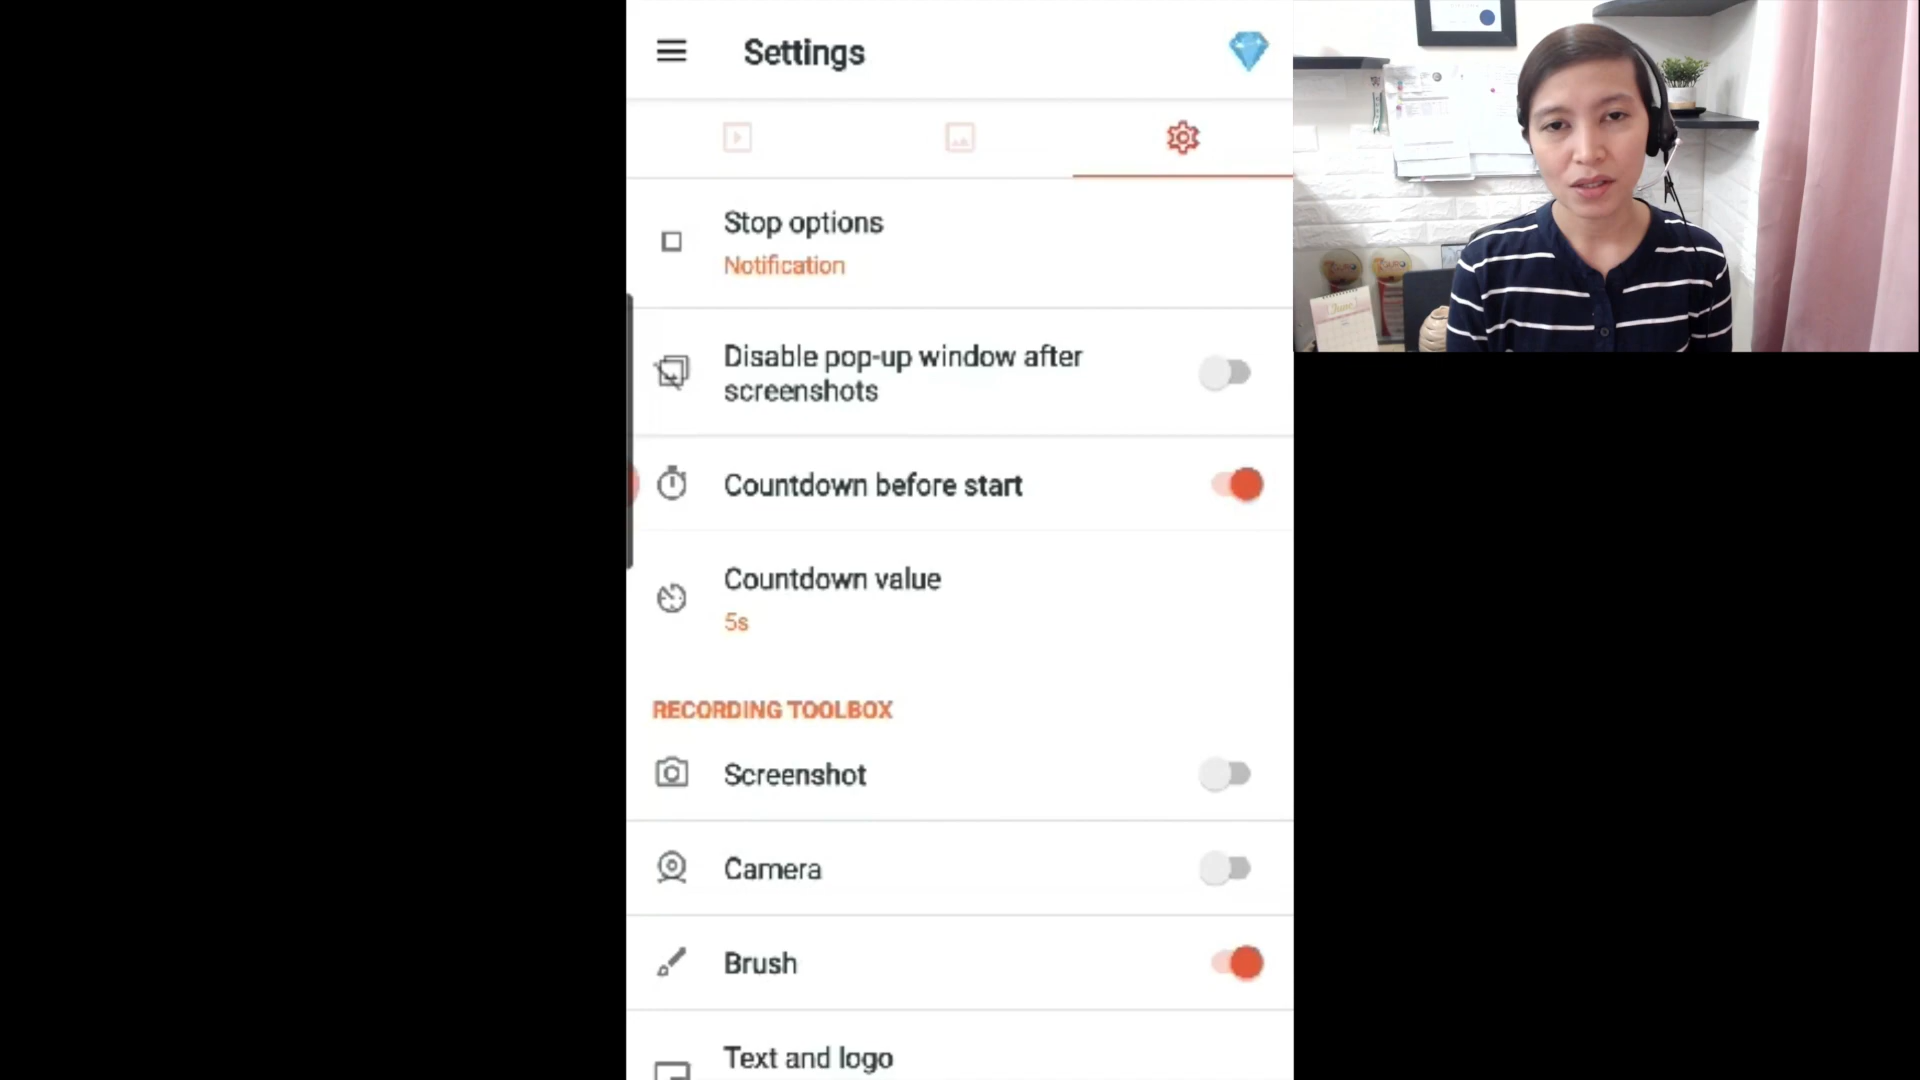 Settings
Stop options
Notification
Disable pop-up window after
screenshots
Countdown before start
Countdown value
5s
RECORDING TOOLBOX
Screenshot
Camera
Brush
Text and logo
June